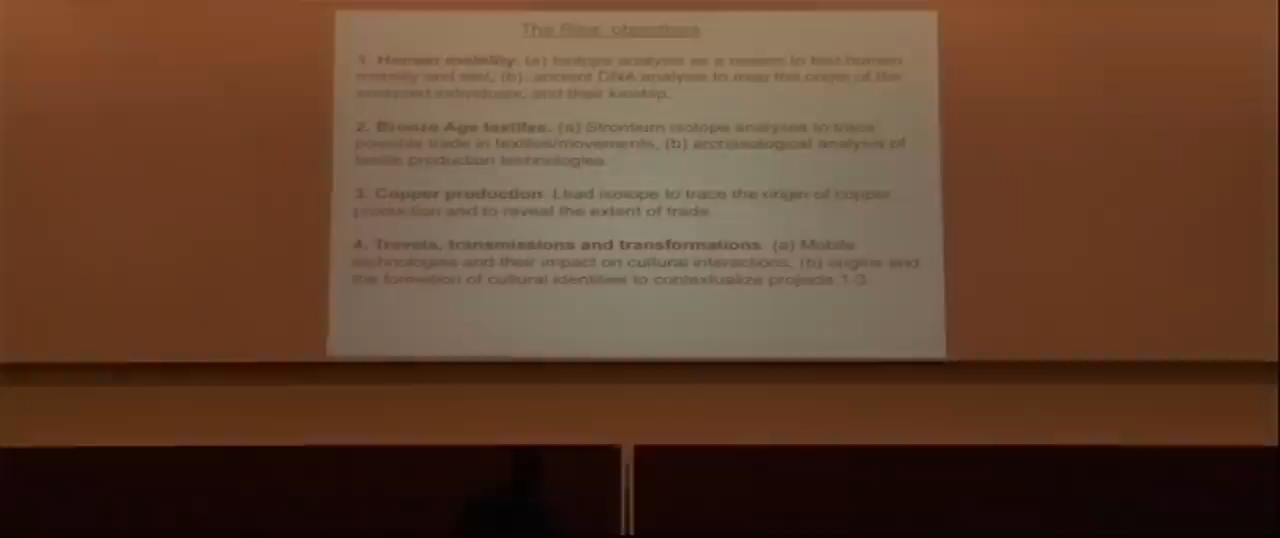 The Rise: objectives
1. Human mobility. (a) Isotope analysis as a means to test human
mobility and diet, (b). ancient DNA analysis to map the origin of the
analysed individuals, and their kinship.
2. Bronze Age textiles. (a) Strontium isotope analyses to trace
possible trade in textiles/movements, (b) archaeological analysis of
textile production technologies.
3. Copper production. Lead isotope to trace the origin of copper
production and to reveal the extent of trade.
4. Travels, transmissions and transformations. (a) Mobile
technologies and their impact on cultural interactions, (b) origins and
the formation of cultural identities to contextualize projects 1-3.